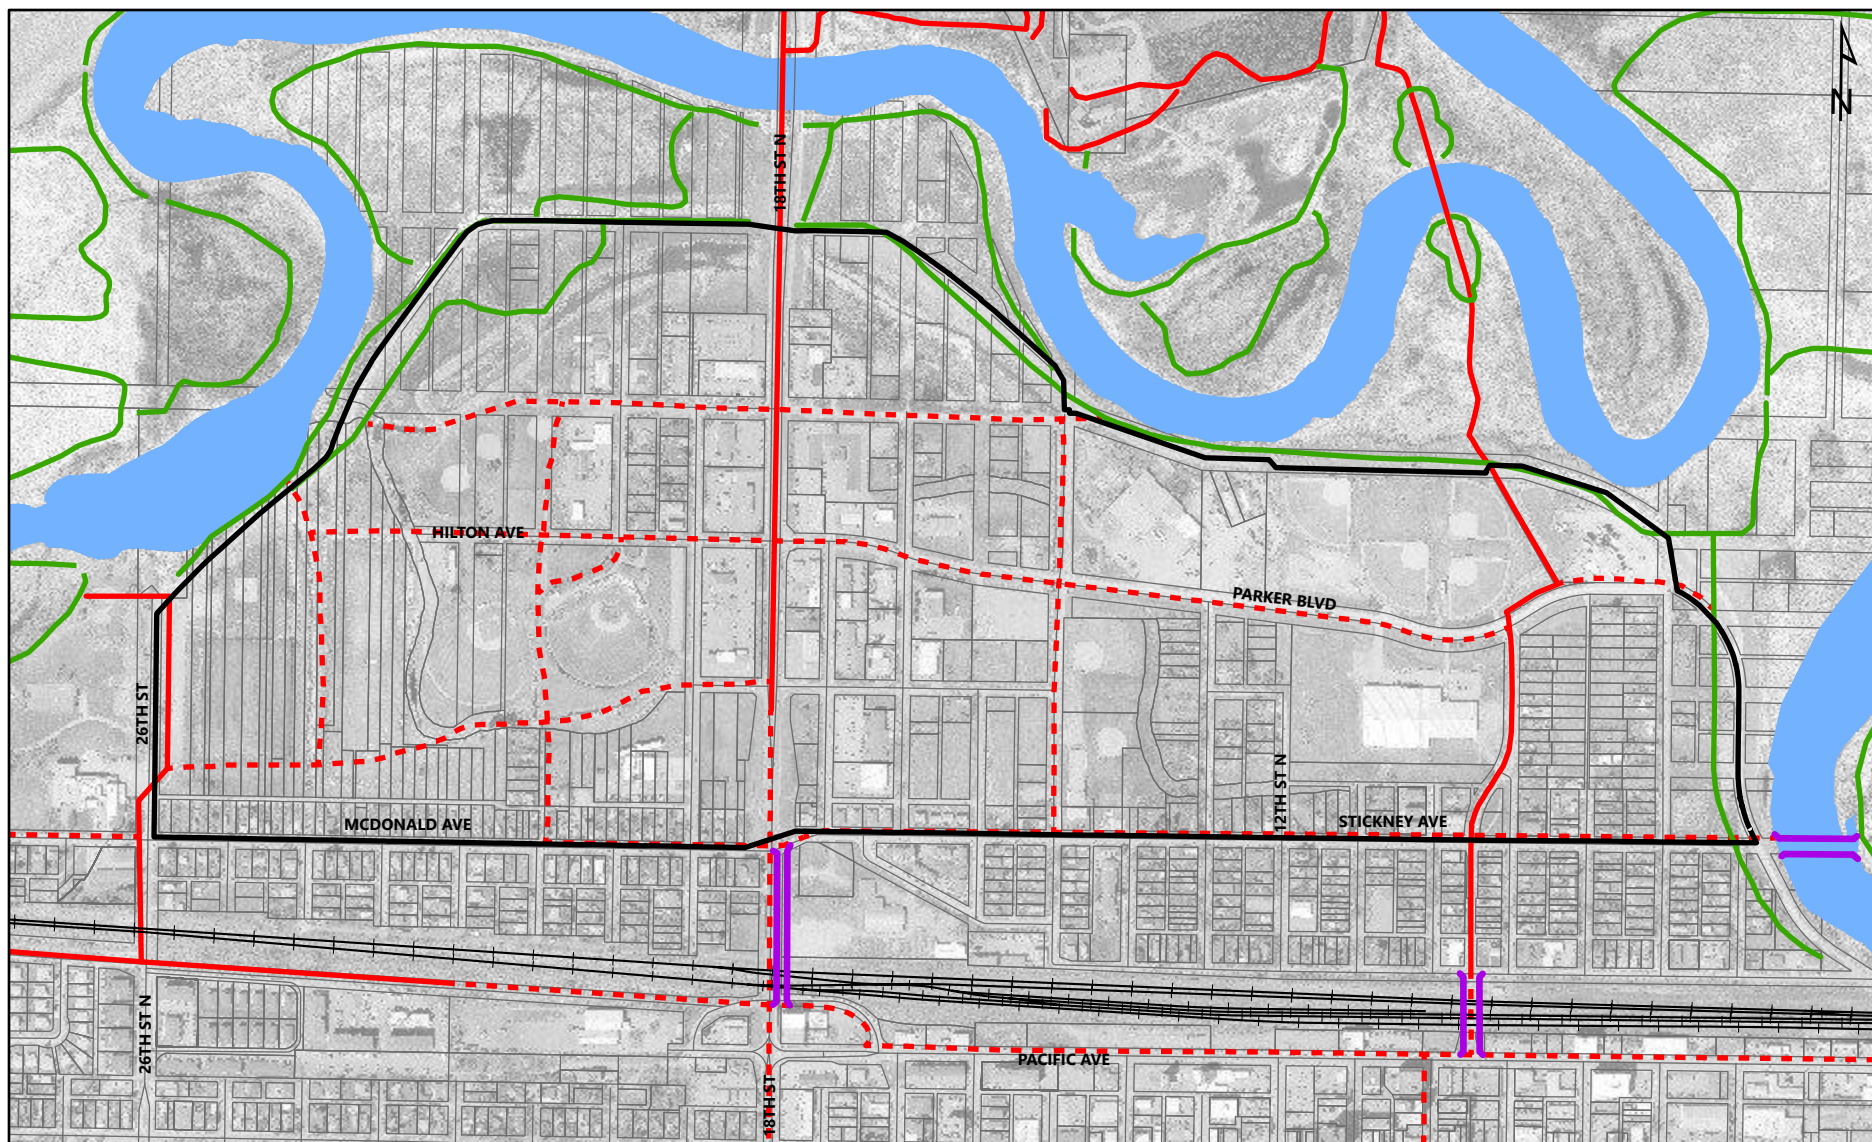 N
18TH ST N
HILTON AVE
PARKER BLVD
26TH ST
12TH ST N
MCDONALD AVE
STICKNEY AVE
26TH ST N
PACIFIC AVE
18TH ST